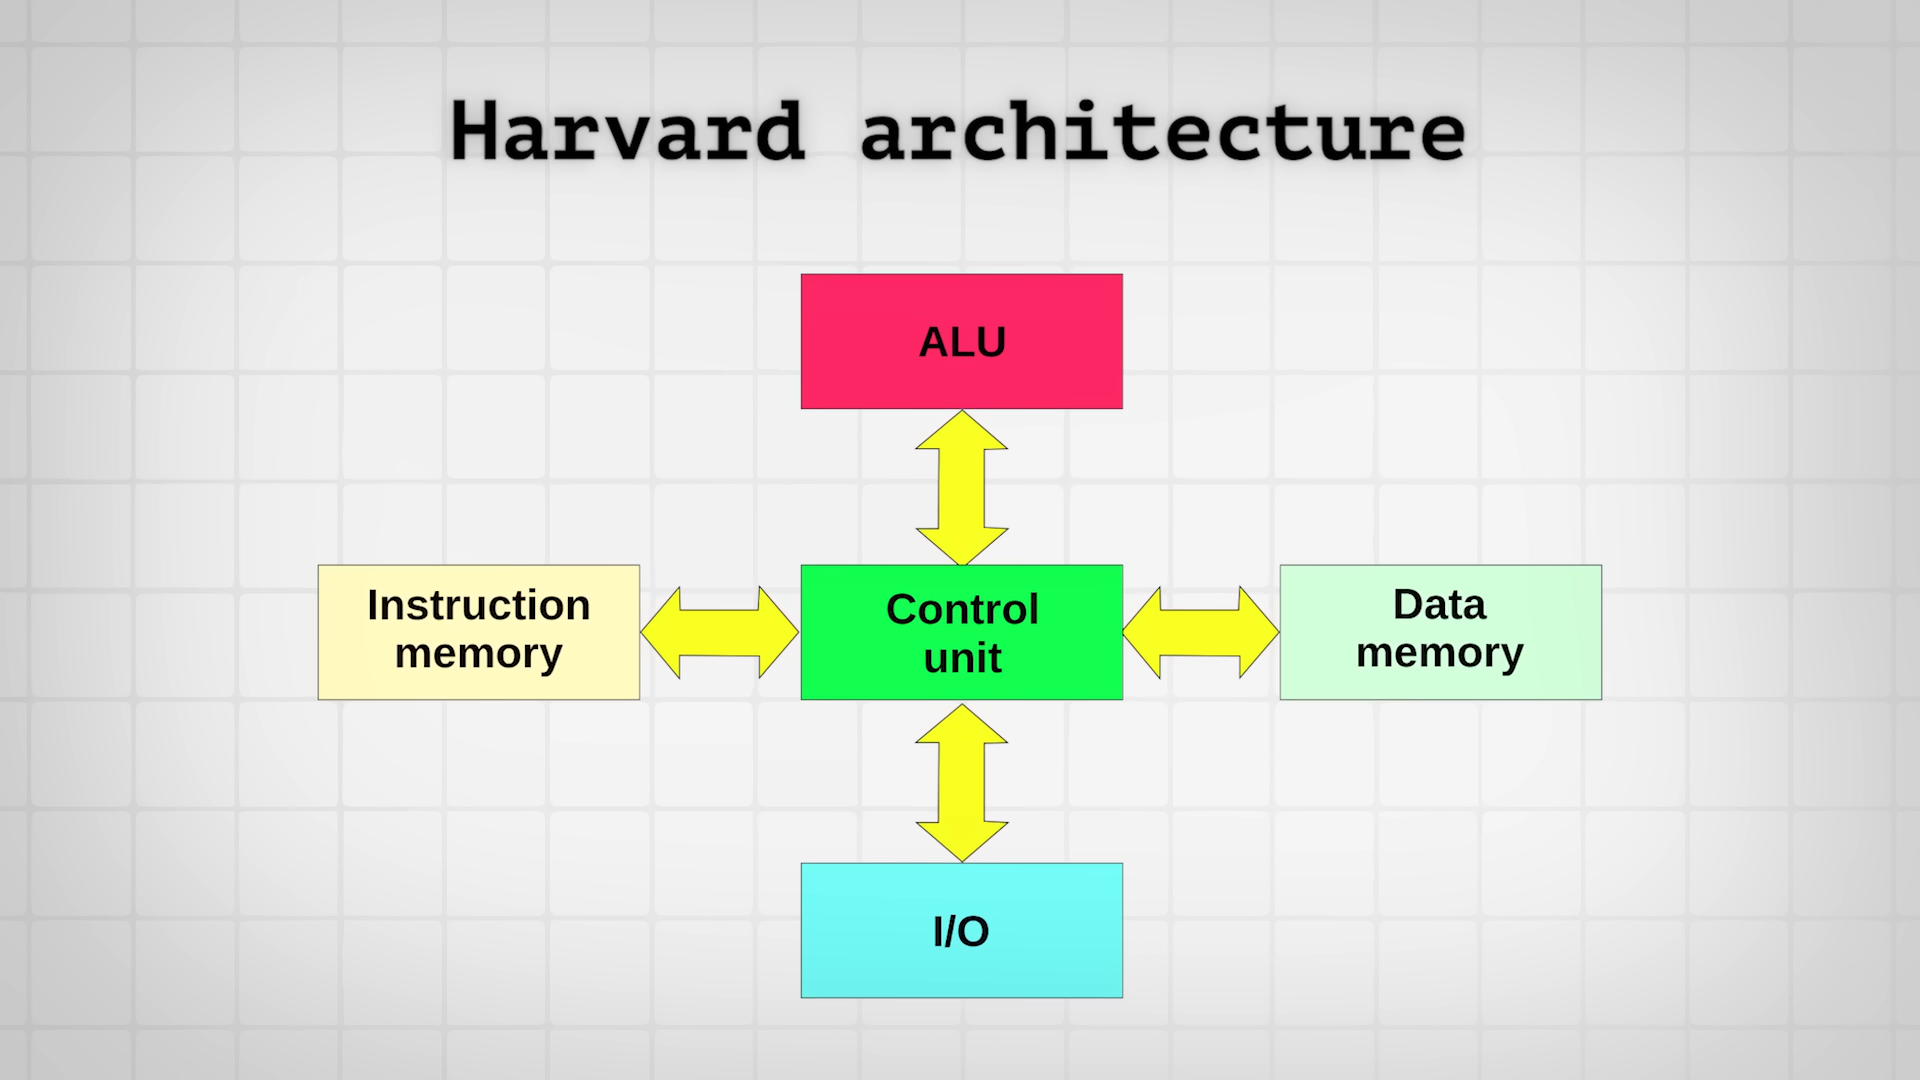 Harvard architecture
ALU
Instruction
memory
Control
unit
Data
memory
I/O